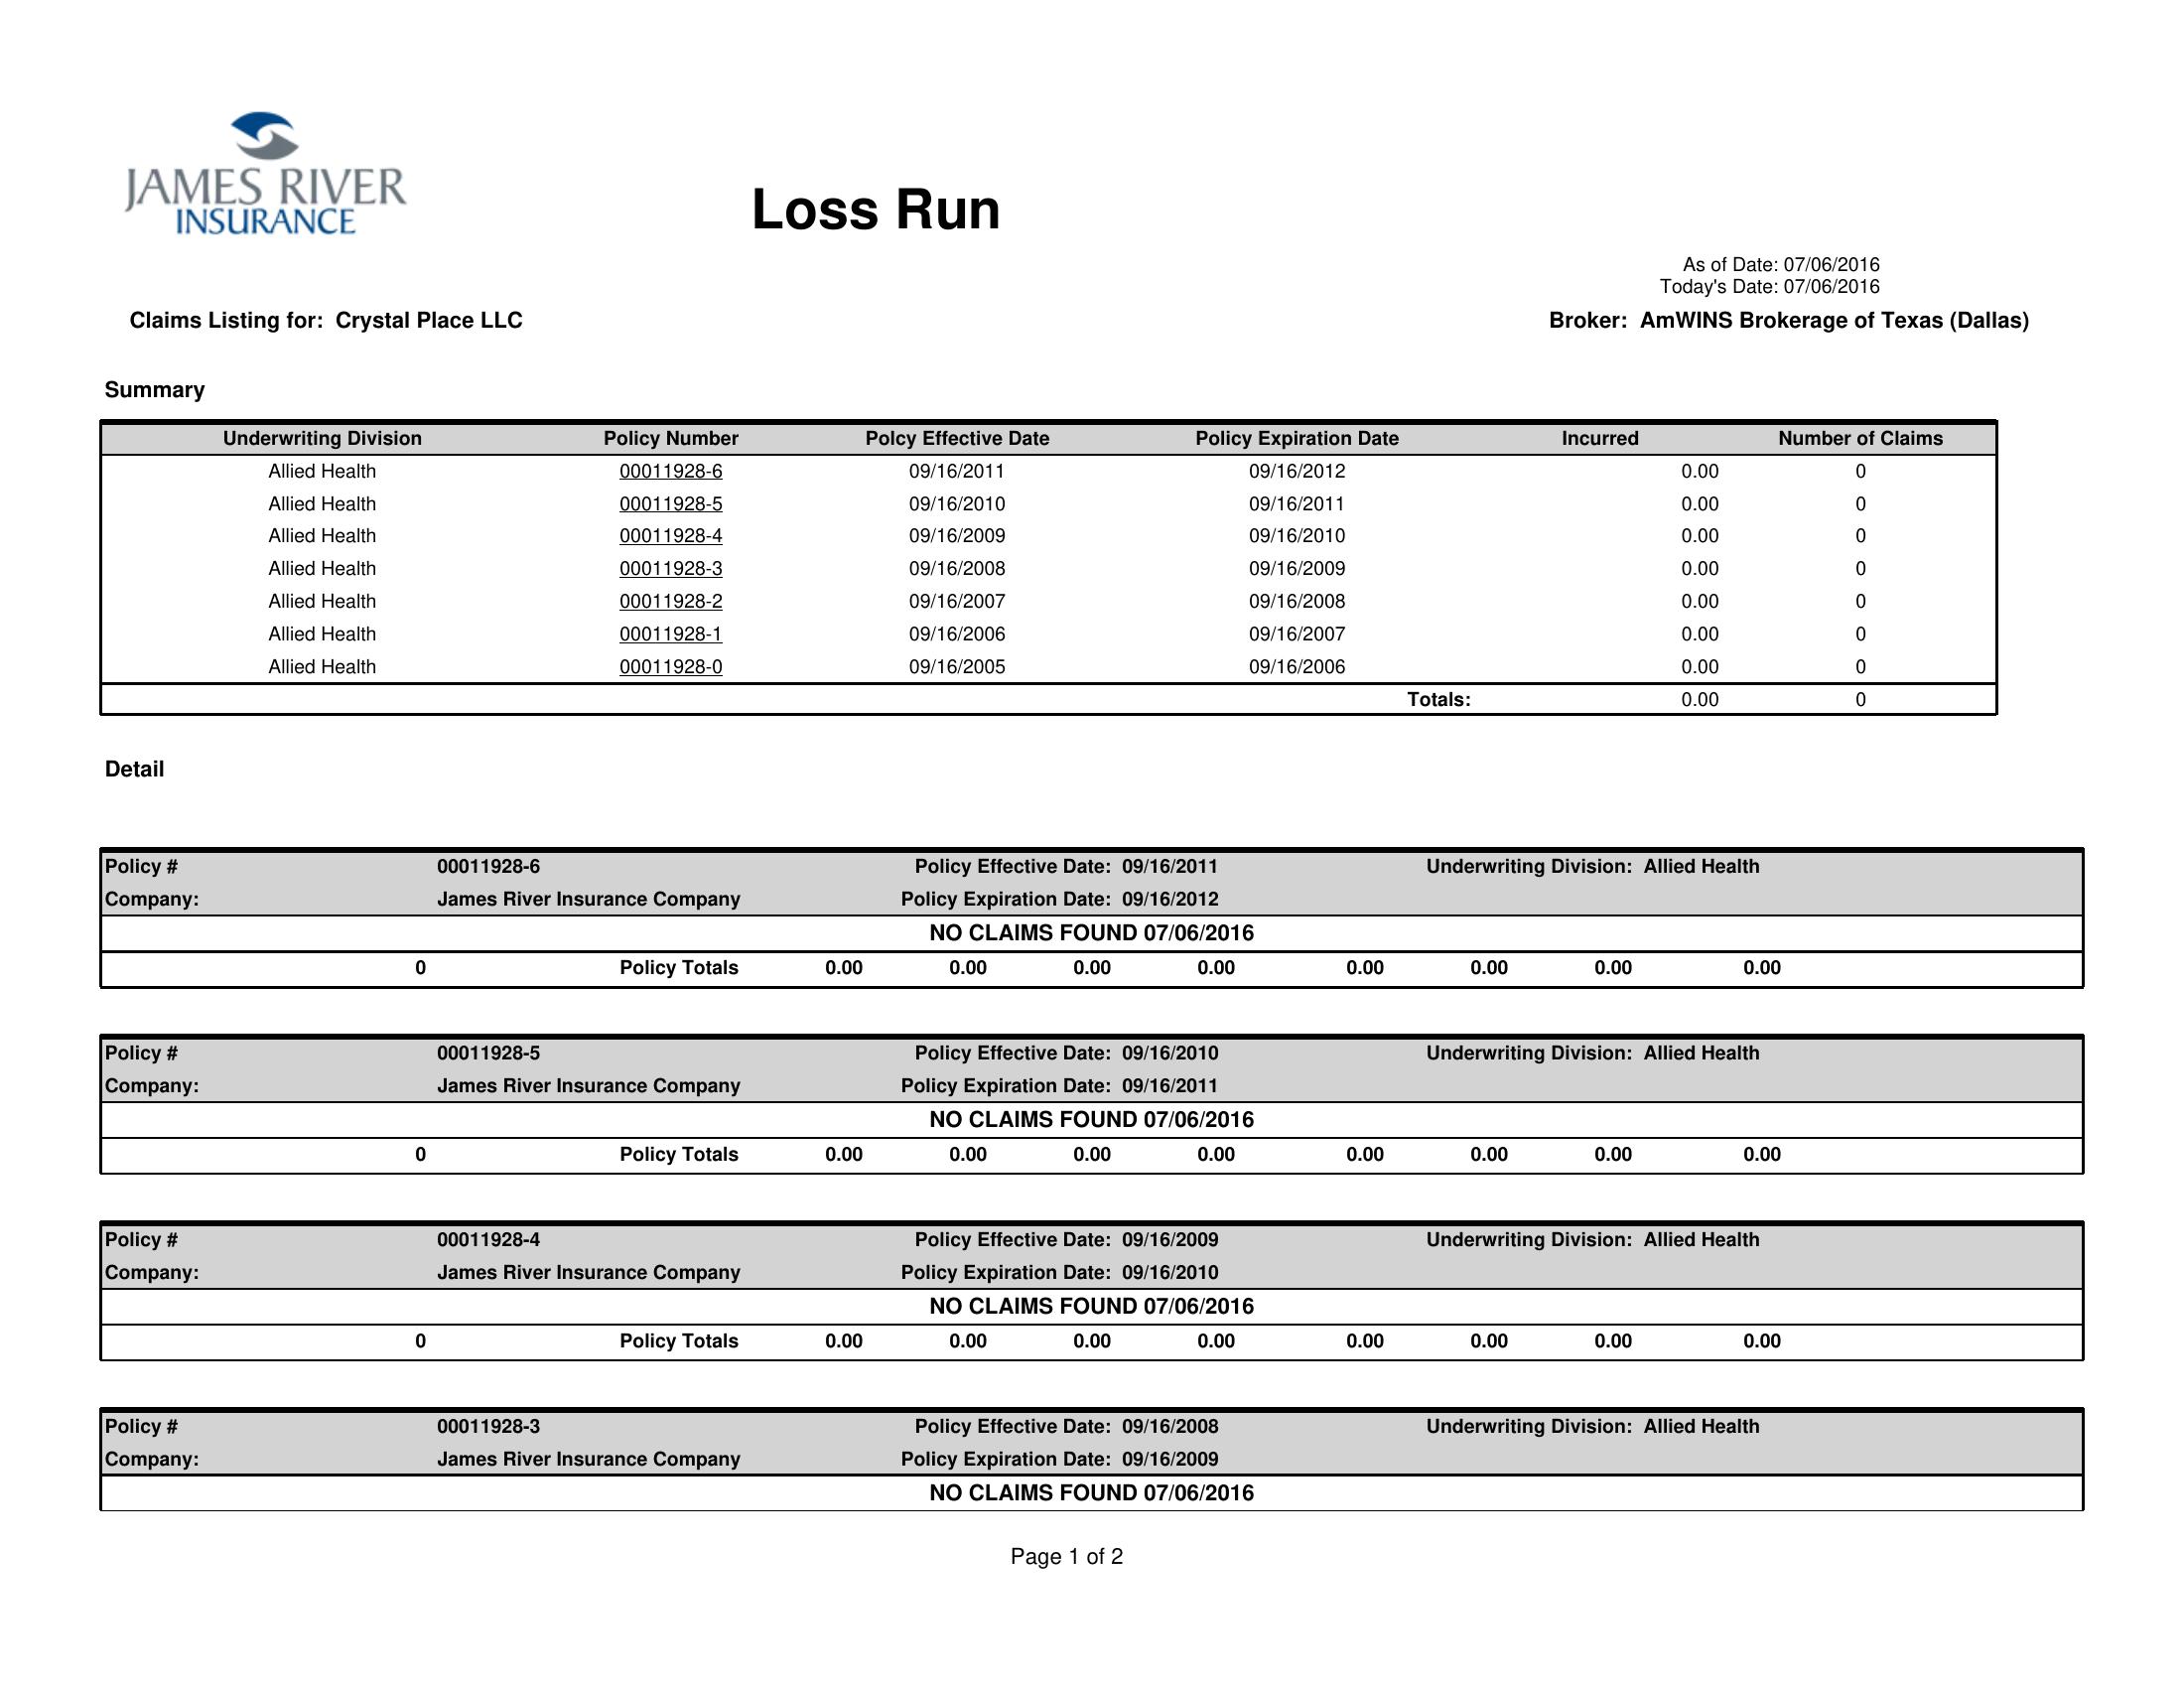 JAMES RIVER
INSURANCE
Loss Run
As of Date: 07/06/2016
Today's Date: 07/06/2016
Claims Listing for: Crystal Place LLC Broker: AmWINS Brokerage of Texas (Dallas)
Summary
Underwriting Division Policy Number Polcy Effective Date Policy Expiration Date Incurred Number of Claims
Allied Health 00011928-6 09/16/2011 09/16/2012 0.00 0
Allied Health 00011928-5 09/16/2010 09/16/2011 0.00 0
Allied Health 00011928-4 09/16/2009 09/16/2010 0.00 0
Allied Health 00011928-3 09/16/2008 09/16/2009 0.00 0
Allied Health 00011928-2 09/16/2007 09/16/2008 0.00 0
Allied Health 00011928-1 09/16/2006 09/16/2007 0.00 0
Allied Health 00011928-0 09/16/2005 09/16/2006 0.00 0
Totals: 0.00 0
Detail
Policy # 00011928-6 Policy Effective Date: 09/16/2011 Underwriting Division: Allied Health
Company: James River Insurance Company Policy Expiration Date: 09/16/2012
NO CLAIMS FOUND 07/06/2016
0 Policy Totals 0.00 0.00 0.00 0.00 0.00 0.00 0.00 0.00
Policy # 00011928-5 Policy Effective Date: 09/16/2010 Underwriting Division: Allied Health
Company: James River Insurance Company Policy Expiration Date: 09/16/2011
NO CLAIMS FOUND 07/06/2016
0 Policy Totals 0.00 0.00 0.00 0.00 0.00 0.00 0.00 0.00
Policy # 00011928-4 Policy Effective Date: 09/16/2009 Underwriting Division: Allied Health
Company: James River Insurance Company Policy Expiration Date: 09/16/2010
NO CLAIMS FOUND 07/06/2016
0 Policy Totals 0.00 0.00 0.00 0.00 0.00 0.00 0.00 0.00
Policy # 00011928-3 Policy Effective Date: 09/16/2008 Underwriting Division: Allied Health
Company: James River Insurance Company Policy Expiration Date: 09/16/2009
NO CLAIMS FOUND 07/06/2016
Page 1 of 2